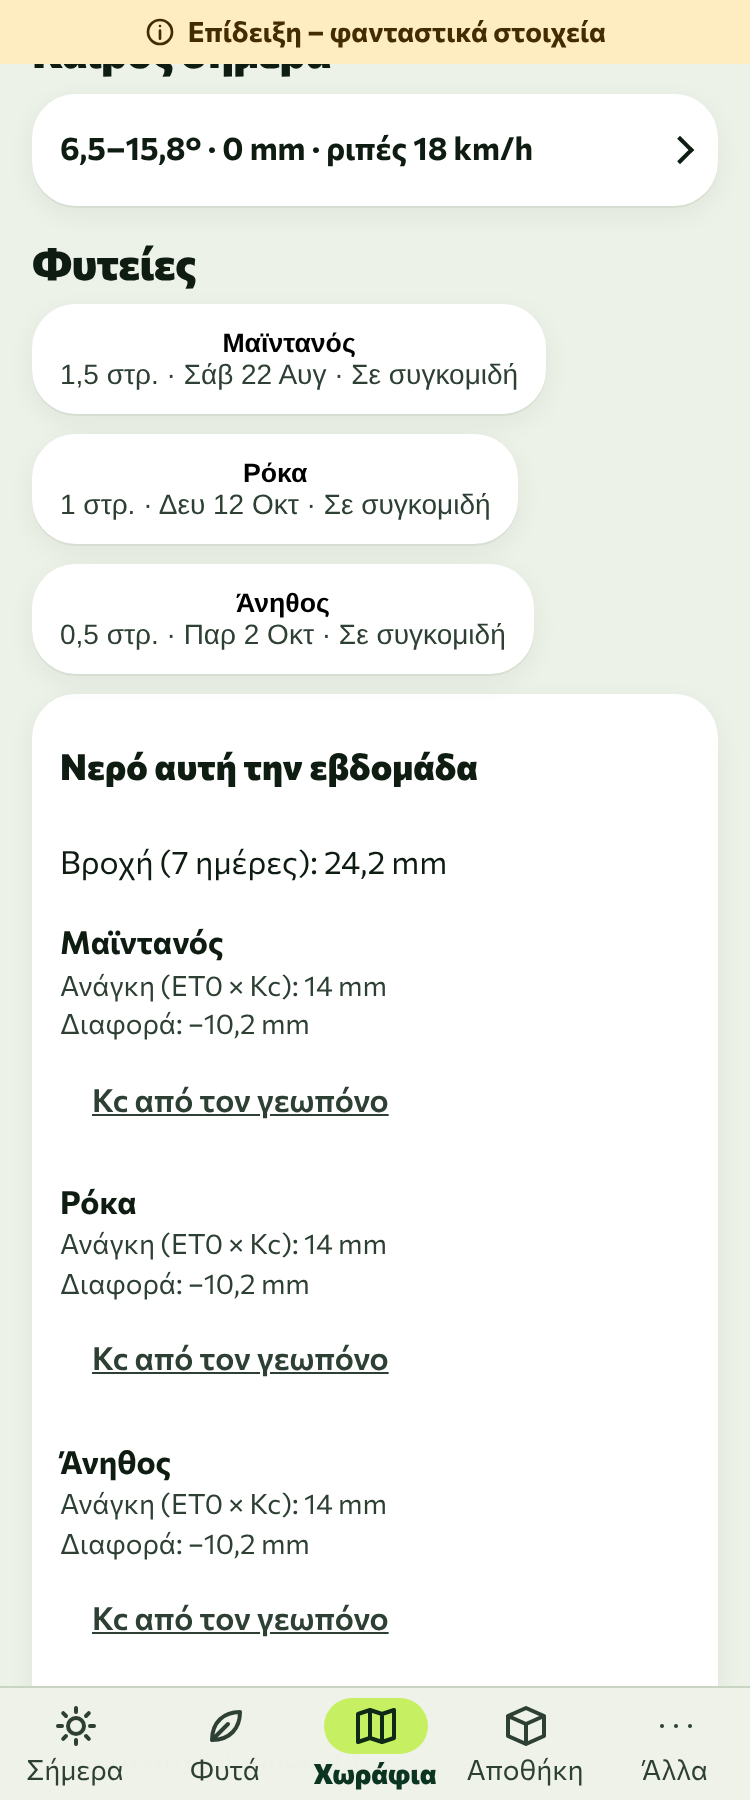 Επίδειξη – φανταστικά στοιχεία
Καιρός σήμερα
6,5–15,8° · 0 mm · ριπές 18 km/h
Φυτείες
Μαϊντανός
1,5 στρ. · Σάβ 22 Αυγ · Σε συγκομιδή
Ρόκα
1 στρ. · Δευ 12 Οκτ · Σε συγκομιδή
Άνηθος
0,5 στρ. · Παρ 2 Οκτ · Σε συγκομιδή
Νερό αυτή την εβδομάδα
Βροχή (7 ημέρες): 24,2 mm
Μαϊντανός
Ανάγκη (ET0 × Kc): 14 mm
Διαφορά: −10,2 mm
Kc από τον γεωπόνο
Ρόκα
Ανάγκη (ET0 × Kc): 14 mm
Διαφορά: −10,2 mm
Kc από τον γεωπόνο
Άνηθος
Ανάγκη (ET0 × Kc): 14 mm
Διαφορά: −10,2 mm
Kc από τον γεωπόνο
Σήμερα
Φυτά
Χωράφια
Αποθήκη
Άλλα